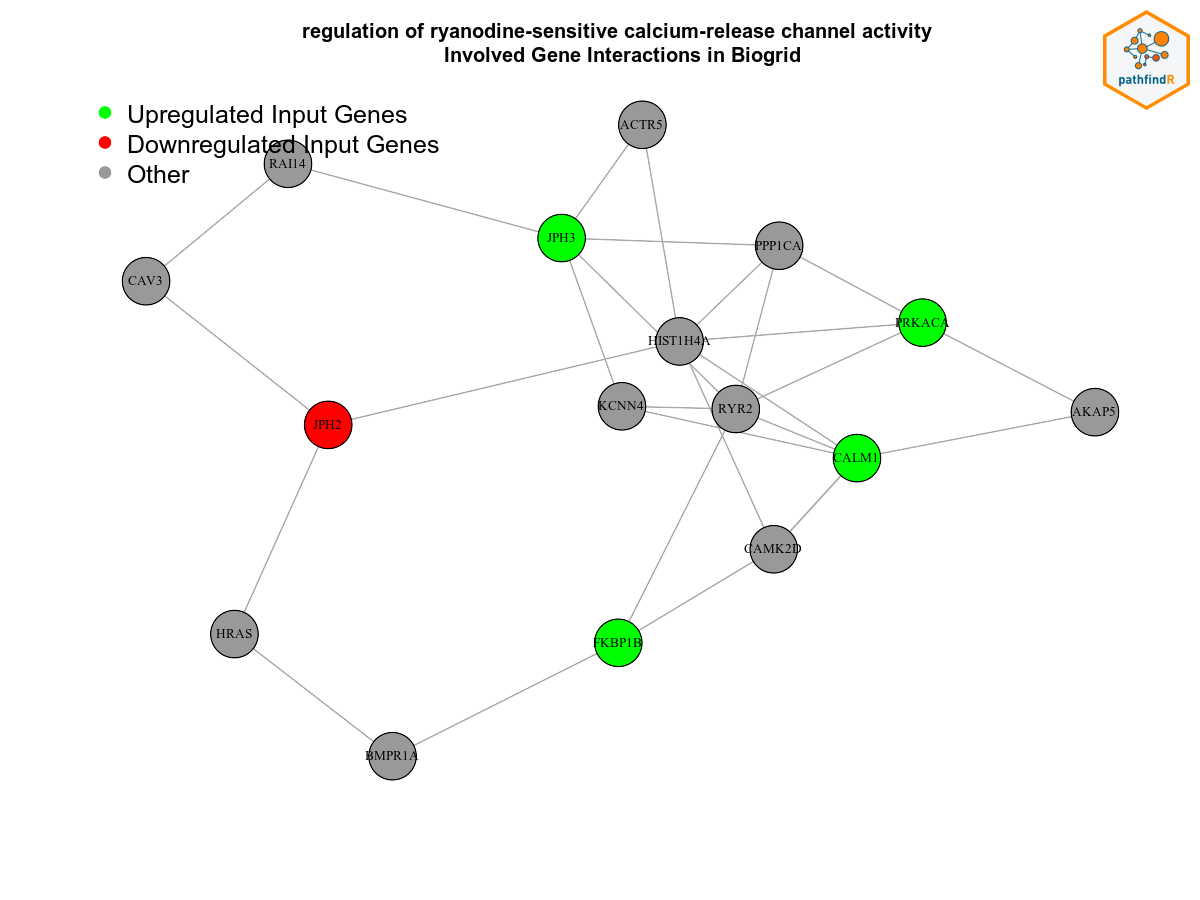 regulation of ryanodine-sensitive calcium-release channel activity
Involved Gene Interactions in Biogrid
pathfindR
Upregulated Input Genes
Downregulated Input Genes
Other
ACTR5
RAI14
JPH3
PPP1CA
CAV3
PRKACA
HIST1H4A
KCNN4
RYR2
AKAP5
JPH2
CALM1
CAMK2D
HRAS
FKBP1B
BMPR1A